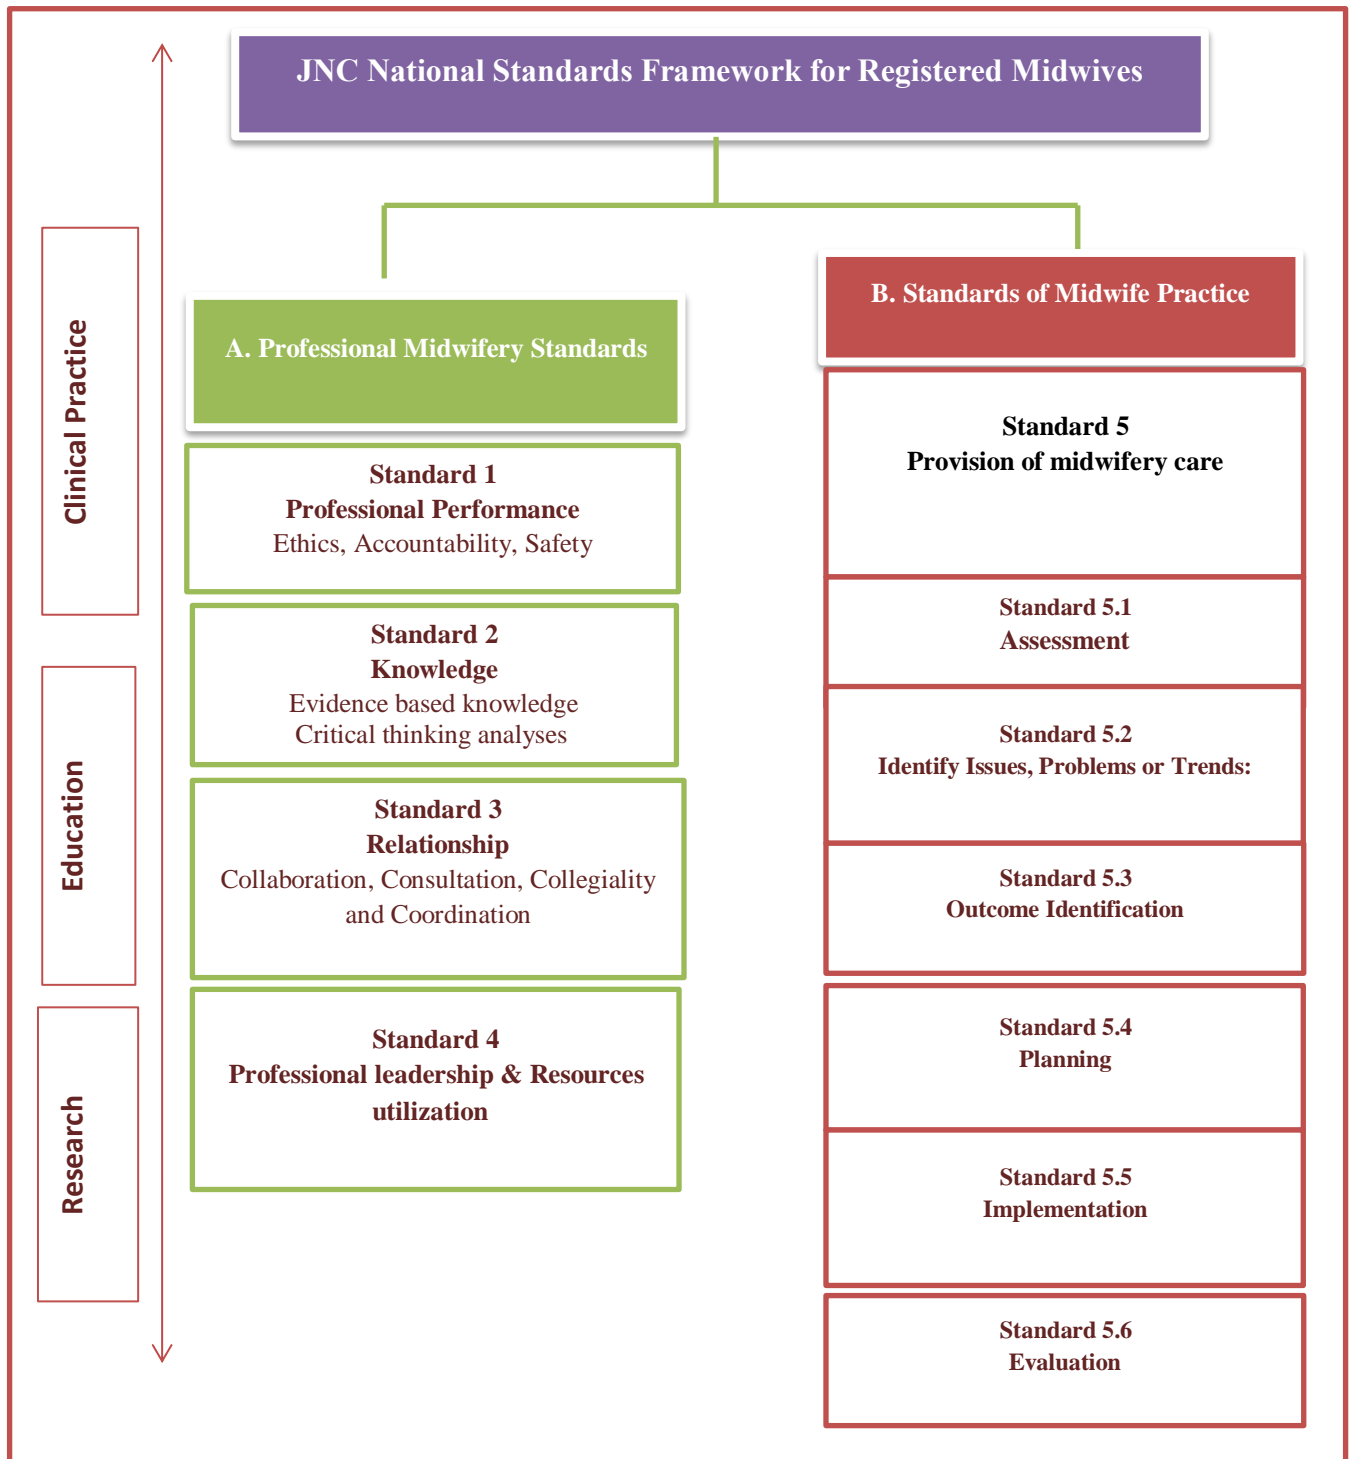 JNC National Standards Framework for Registered Midwives
Clinical Practice
Education
Research
A. Professional Midwifery Standards
Standard 1
Professional Performance
Ethics, Accountability, Safety
Standard 2
Knowledge
Evidence based knowledge
Critical thinking analyses
Standard 3
Relationship
Collaboration, Consultation, Collegiality
and Coordination
Standard 4
Professional leadership & Resources
utilization
B. Standards of Midwife Practice
Standard 5
Provision of midwifery care
Standard 5.1
Assessment
Standard 5.2
Identify Issues, Problems or Trends:
Standard 5.3
Outcome Identification
Standard 5.4
Planning
Standard 5.5
Implementation
Standard 5.6
Evaluation